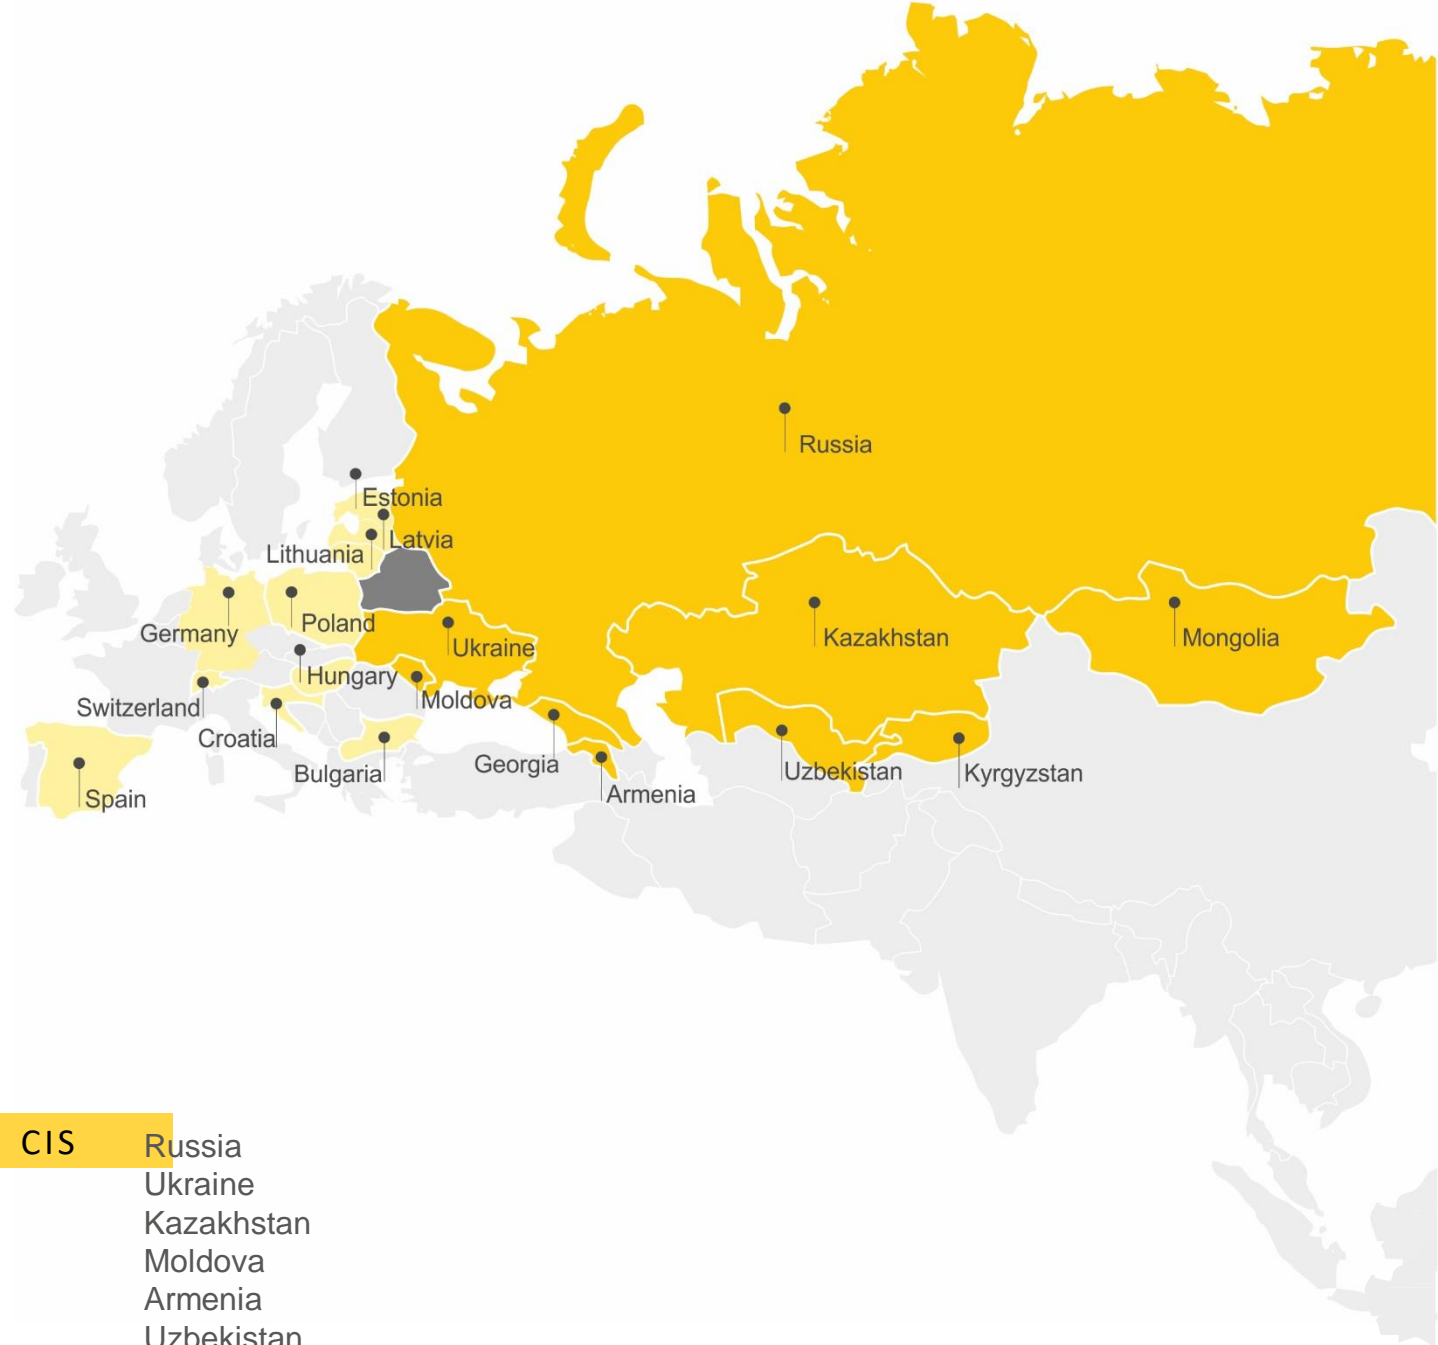 Russia
Estonia
Latvia
Lithuania
Germany
Poland
Ukraine
Kazakhstan
Mongolia
Hungary
Moldova
Switzerland
Croatia
Georgia
Bulgaria
Uzbekistan
Kyrgyzstan
Spain
Armenia
CIS Russia
Ukraine
Kazakhstan
Moldova
Armenia
Uzbekistan